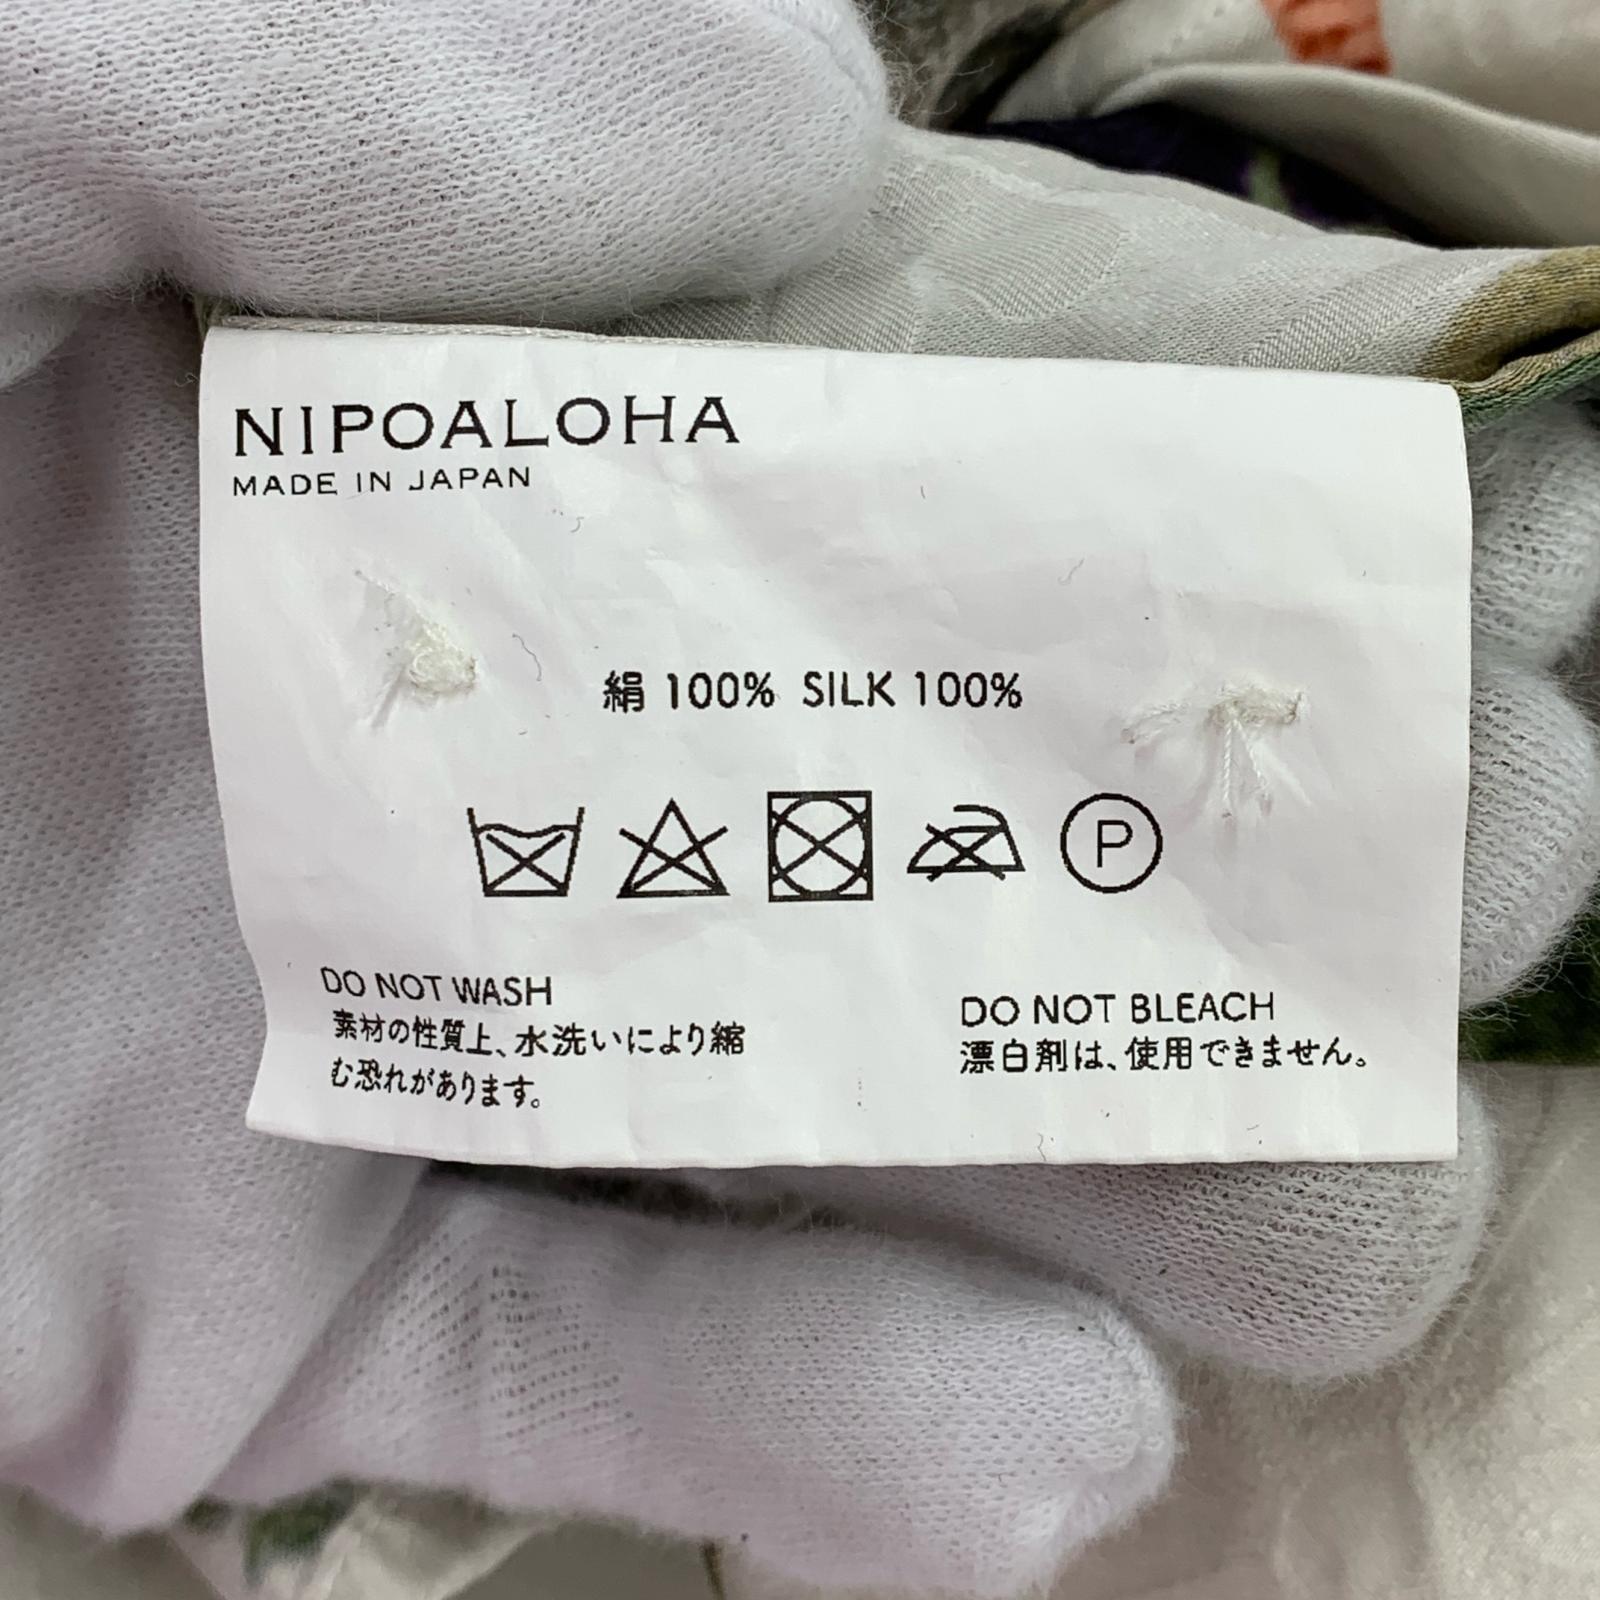 NIPOALOHA
MADE IN JAPAN
絹 100% SILK 100%
P
DO NOT WASH
素材の性質上、水洗いにより縮
む恐れがあります。
DO NOT BLEACH
漂白剤は、使用できません。